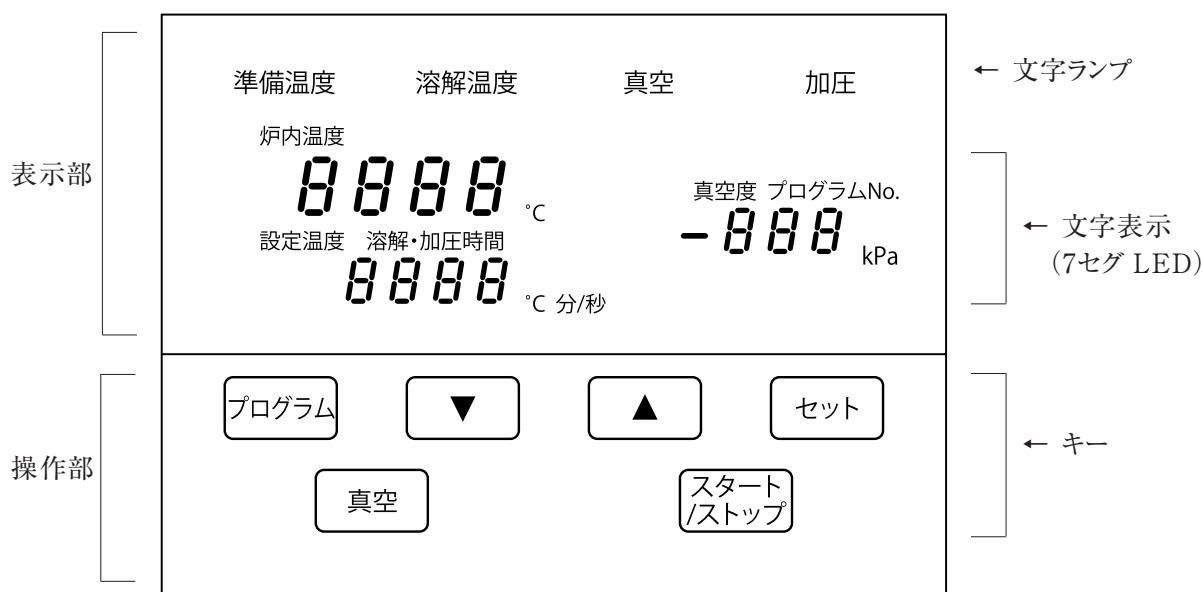 準備温度 溶解温度 真空 加圧
← 文字ランプ
炉内温度
8888 ℃
表示部
真空度 プログラムNo.
-888 kPa
← 文字表示
(7セグ LED)
設定温度 溶解・加圧時間
8888 ℃ 分/秒
プログラム ▼ ▲ セット
← キー
操作部
真空
スタート
/ストップ